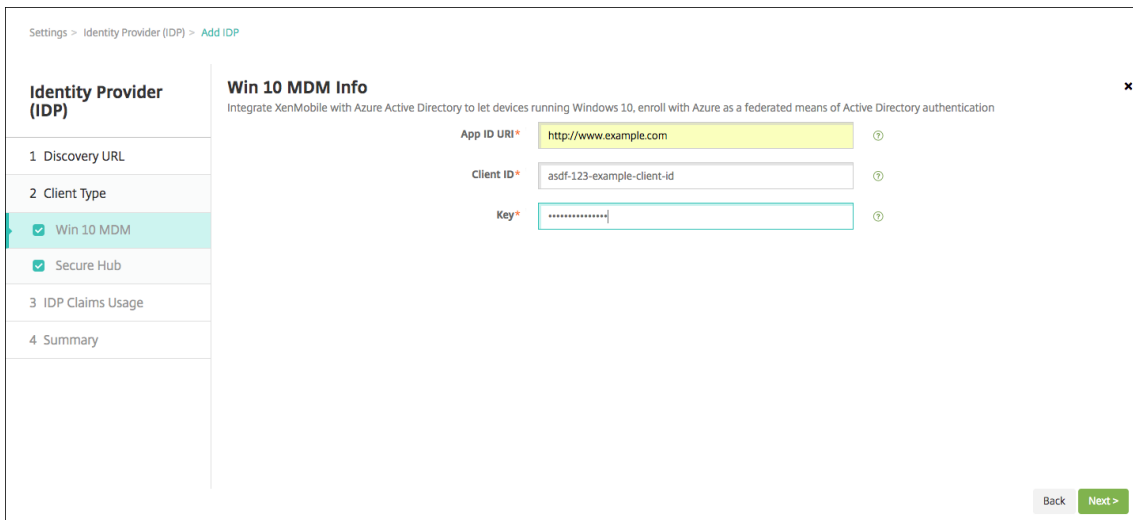 Settings > Identity Provider (IDP) > Add IDP
Identity Provider
(IDP)
1 Discovery URL
2 Client Type
Win 10 MDM
Secure Hub
3 IDP Claims Usage
4 Summary
Win 10 MDM Info
Integrate XenMobile with Azure Active Directory to let devices running Windows 10, enroll with Azure as a federated means of Active Directory authentication
App ID URI* http://www.example.com
Client ID* asdf-123-example-client-id
Key* •••••••••••••••
Back Next >